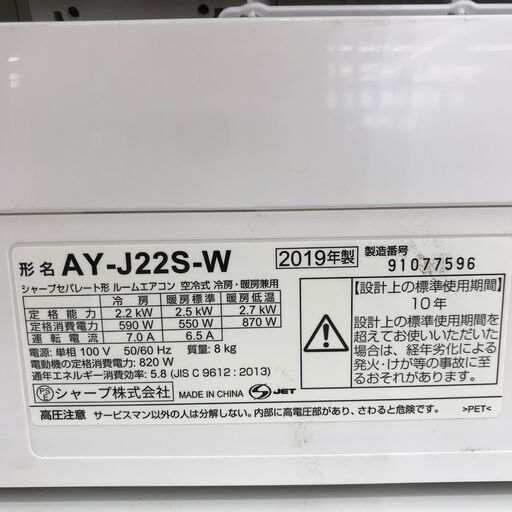 形名 AY-J22S-W 2019年製 製造番号 91077596
シャープセパレート形 ルームエアコン 空冷式 冷房・暖房兼用
冷房 暖房標準 暖房低温
定格能力 2.2 kW 2.5 kW 2.7 kW
定格消費電力 590 W 550 W 870 W
運転電流 7.0 A 6.5 A
電源: 単相 100 V 50/60 Hz 質量: 8 kg
電動機の定格消費電力: 820 W
通年エネルギー消費効率: 5.8 (JIS C 9612 : 2013)
PS E シャープ株式会社 MADE IN CHINA S JET
【設計上の標準使用期間】
10年
設計上の標準使用期間を
超えてお使いいただいた
場合は、経年劣化による
発火・けが等の事故に至
るおそれがあります。
高圧注意 サービスマン以外の人は分解しない。内部に高電圧部があり、さわると危険です。 >PET<